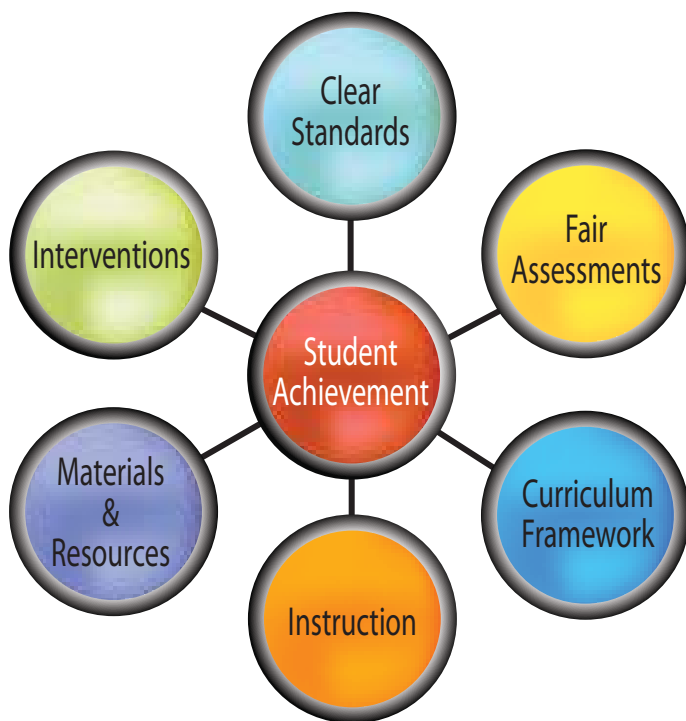 Clear
Standards
Interventions
Fair
Assessments
Student
Achievement
Materials
&
Resources
Curriculum
Framework
Instruction